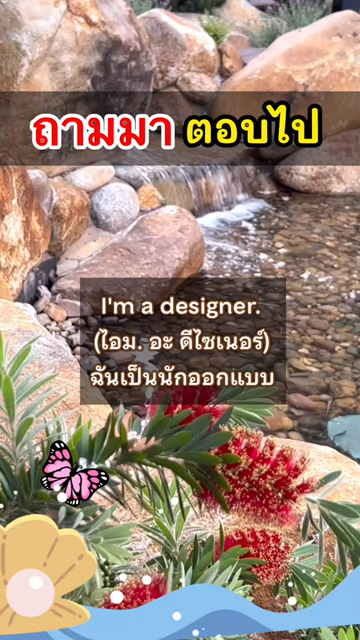 ถามมา ตอบไป
I'm a designer.
(ไอม. อะ ดีไซเนอร์)
ฉันเป็นนักออกแบบ